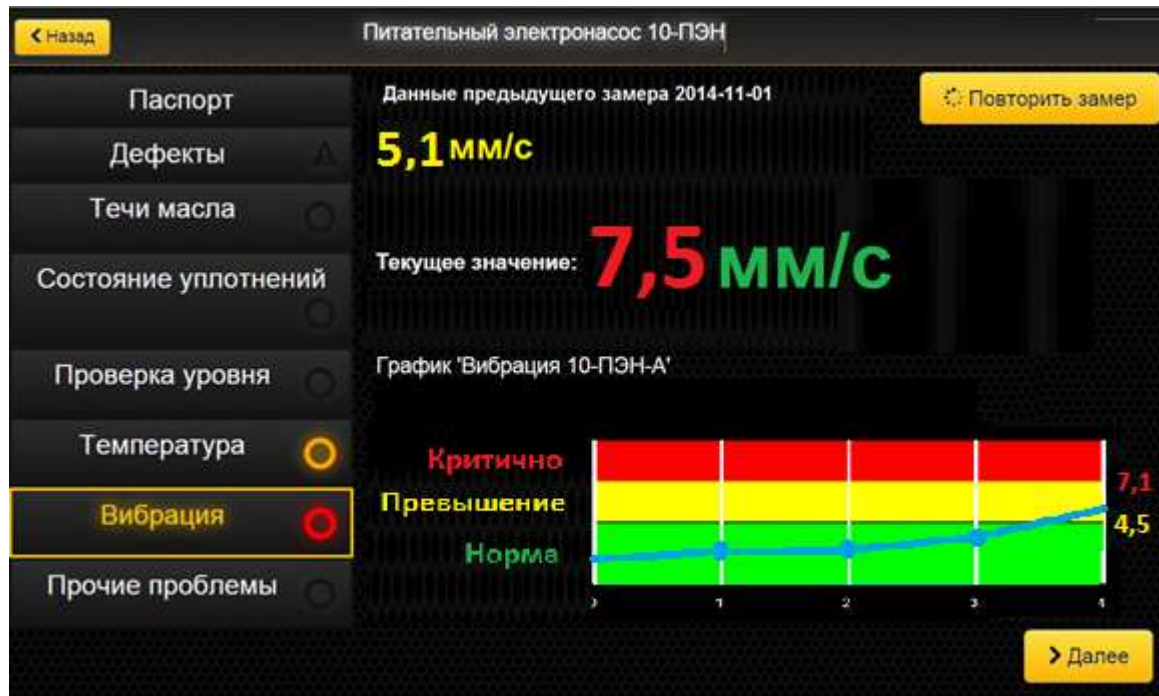 Назад
Питательный электронасос 10-ПЭН
Паспорт
Дефекты
Течи масла
Состояние уплотнений
Проверка уровня
Температура
Вибрация
Прочие проблемы
Данные предыдущего замера 2014-11-01
Повторить замер
5,1 мм/с
Текущее значение: 7,5 мм/с
График 'Вибрация 10-ПЭН-А'
Критично
Превышение
Норма
7,1
4,5
0 1 2 3 4
Далее